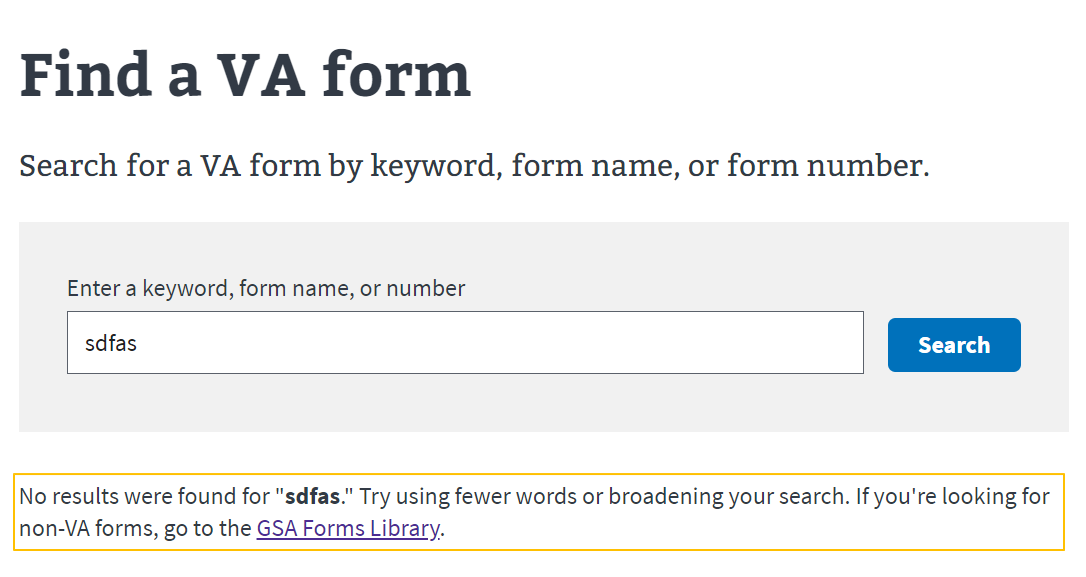 Find a VA form
Search for a VA form by keyword, form name, or form number.
Enter a keyword, form name, or number
sdfas
Search
No results were found for "sdfas." Try using fewer words or broadening your search. If you're looking for
non-VA forms, go to the GSA Forms Library.